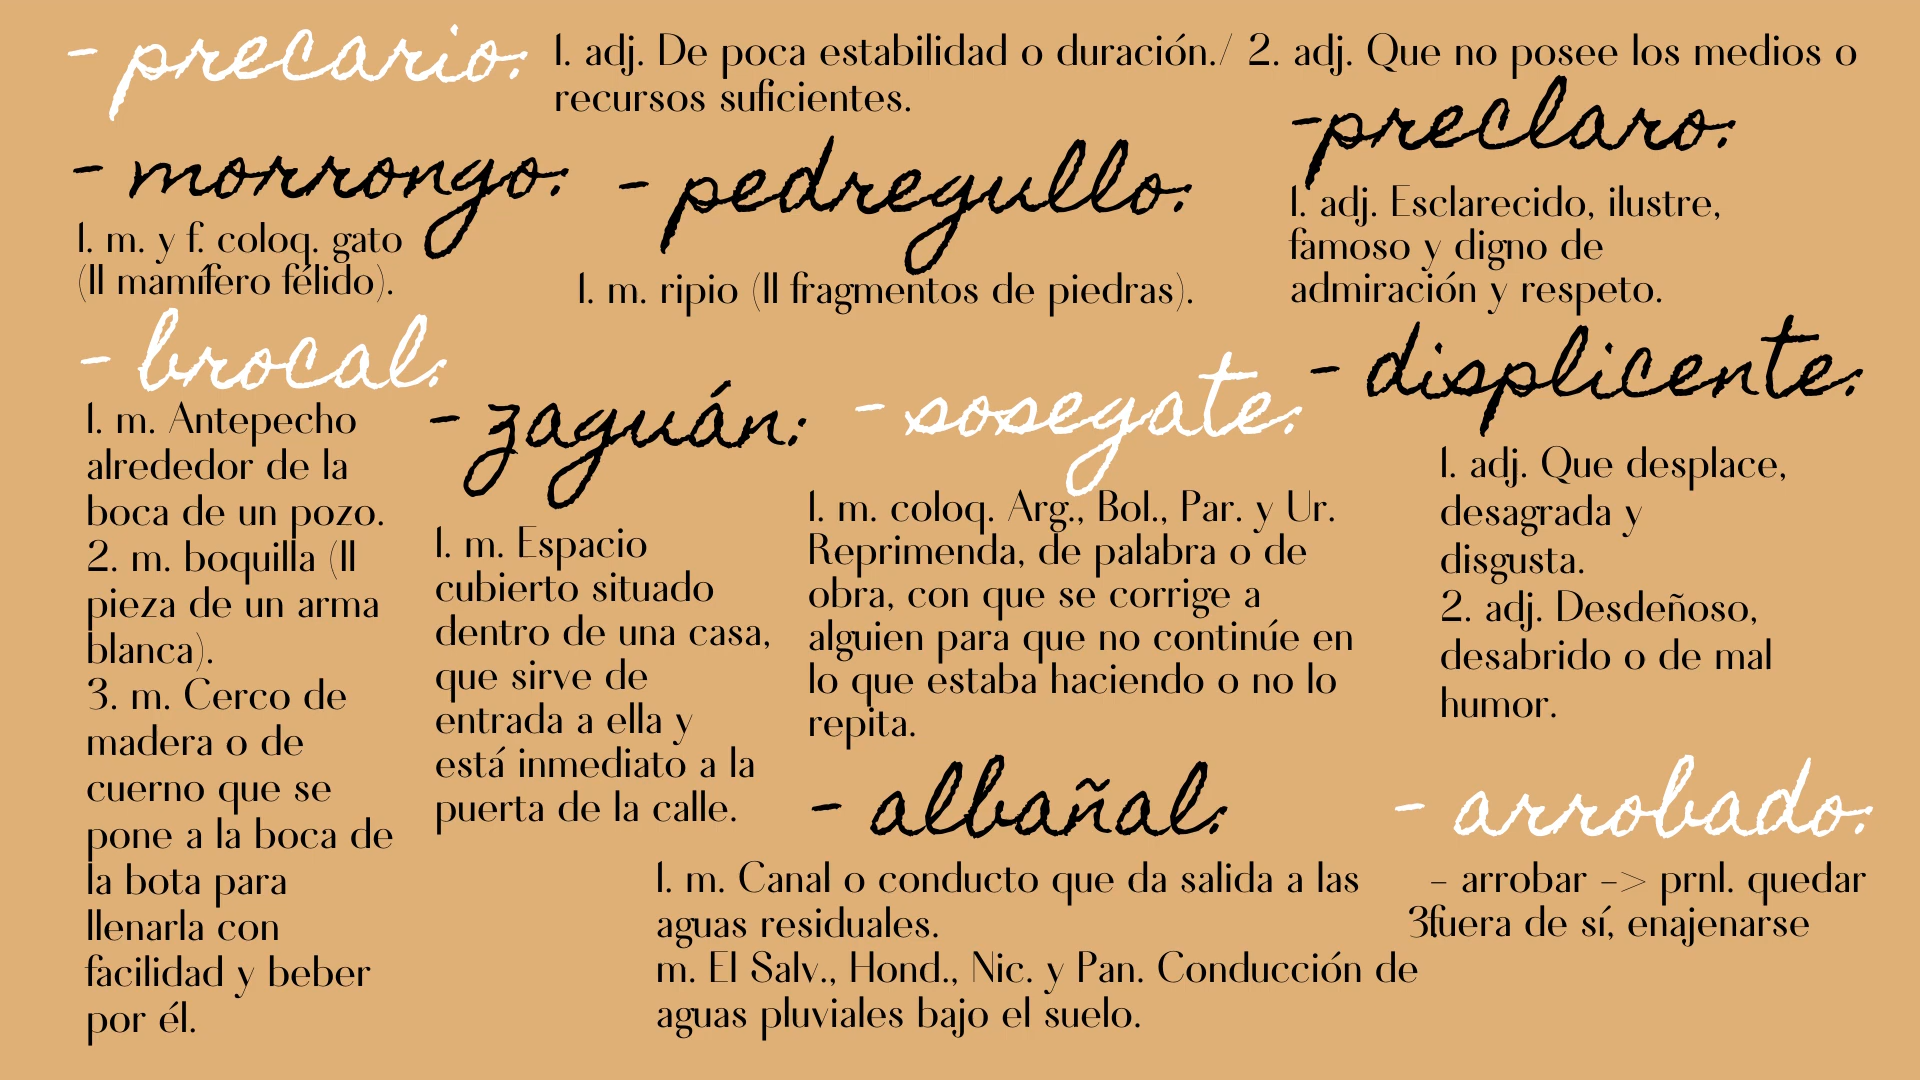 - precario: 1. adj. De poca estabilidad o duración./ 2. adj. Que no posee los medios o
recursos suficientes.
-preclaro:
1. adj. Esclarecido, ilustre,
famoso y digno de
admiración y respeto.
- morrongo:
1. m. y f. coloq. gato
(ll mamífero félido).
- pedregullo:
1. m. ripio (ll fragmentos de piedras).
- brocal:
1. m. Antepecho
alrededor de la
boca de un pozo.
2. m. boquilla (ll
pieza de un arma
blanca).
3. m. Cerco de
madera o de
cuerno que se
pone a la boca de
la bota para
llenarla con
facilidad y beber
por él.
- zaguán:
1. m. Espacio
cubierto situado
dentro de una casa,
que sirve de
entrada a ella y
está inmediato a la
puerta de la calle.
- sosegate:
1. m. coloq. Arg., Bol., Par. y Ur.
Reprimenda, de palabra o de
obra, con que se corrige a
alguien para que no continúe en
lo que estaba haciendo o no lo
repita.
- displicente:
1. adj. Que desplace,
desagrada y
disgusta.
2. adj. Desdeñoso,
desabrido o de mal
humor.
- albañal:
1. m. Canal o conducto que da salida a las
aguas residuales.
m. El Salv., Hond., Nic. y Pan. Conducción de
aguas pluviales bajo el suelo.
- arrobado:
- arrobar -> prnl. quedar
3.fuera de sí, enajenarse